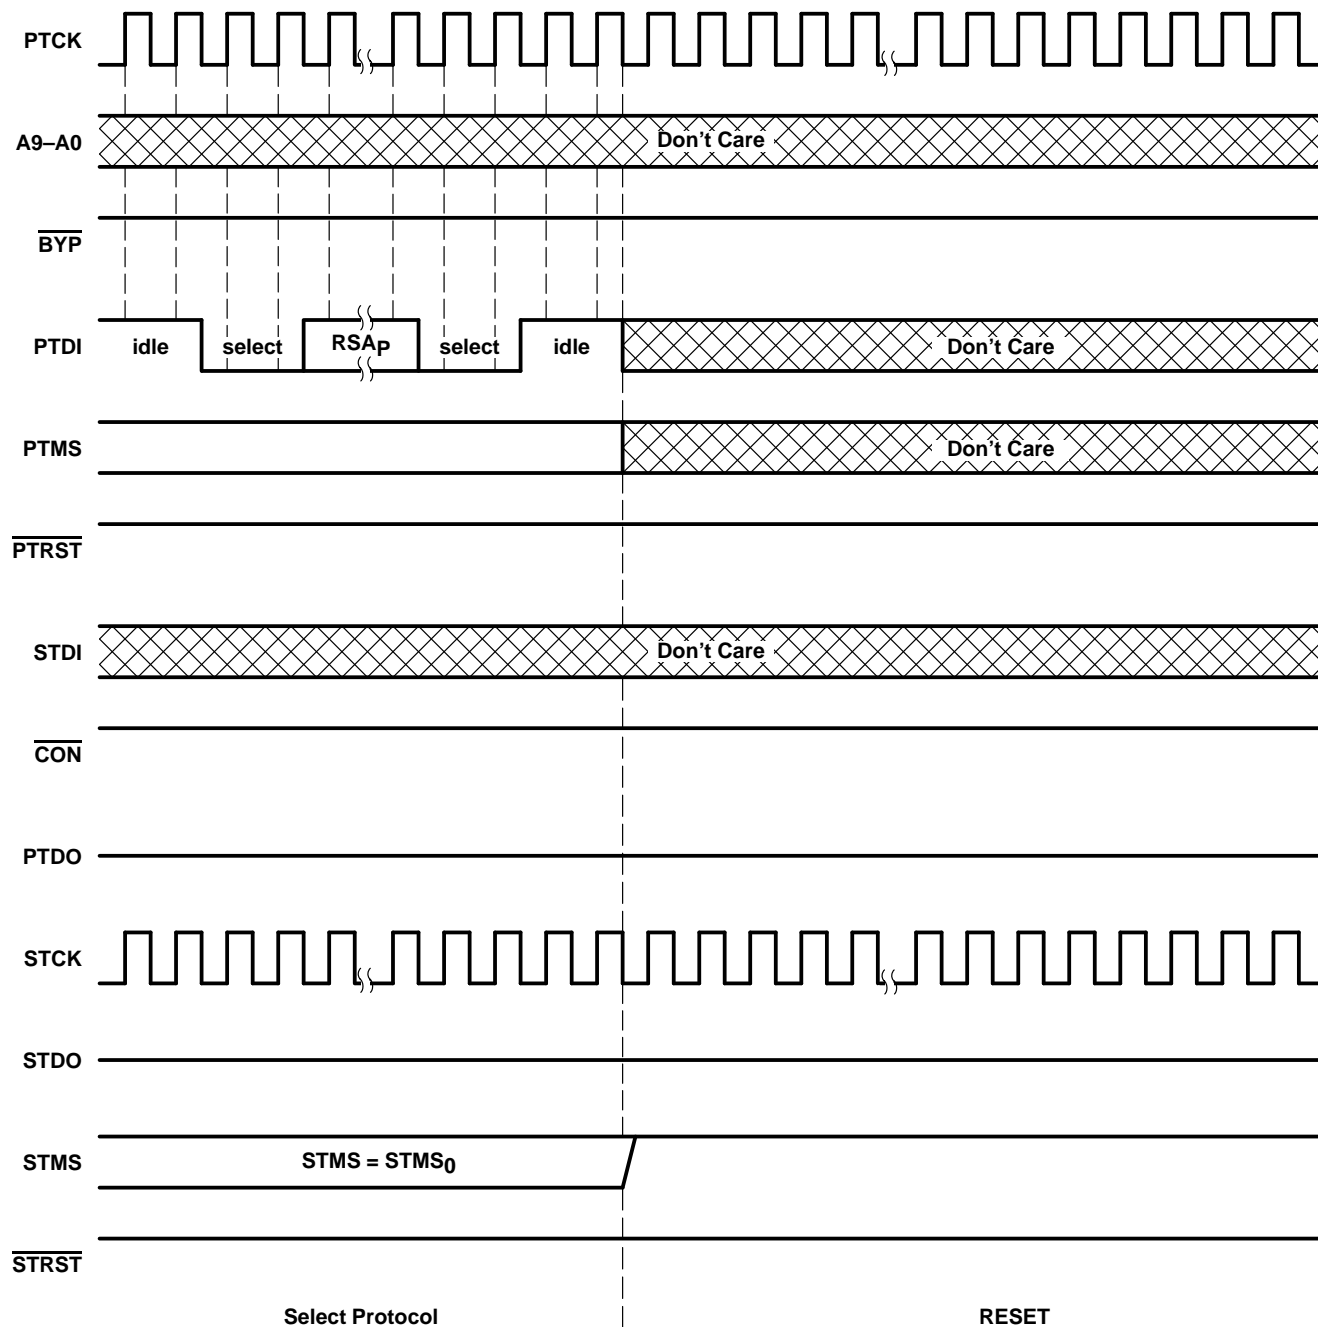 PTCK
A9–A0
Don't Care
BYP
PTDI
idle
select
RSAP
select
idle
Don't Care
PTMS
Don't Care
PTRST
STDI
Don't Care
CON
PTDO
STCK
STDO
STMS
STMS = STMS0
STRST
Select Protocol
RESET